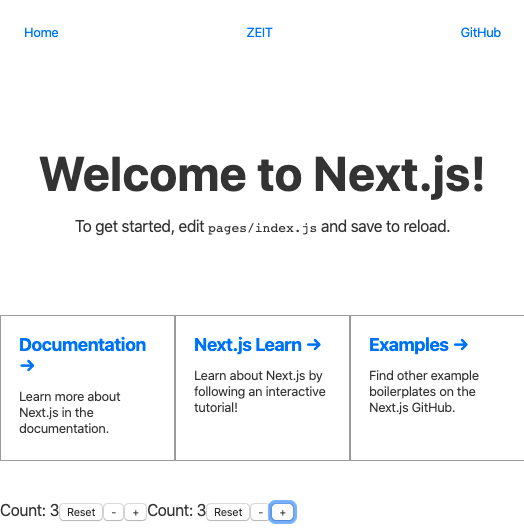 Home ZEIT GitHub
Welcome to Next.js!
To get started, edit pages/index.js and save to reload.
Documentation
→
Learn more about
Next.js in the
documentation.
Next.js Learn →
Learn about Next.js by
following an interactive
tutorial!
Examples →
Find other example
boilerplates on the
Next.js GitHub.
Count: 3 Reset - + Count: 3 Reset - +